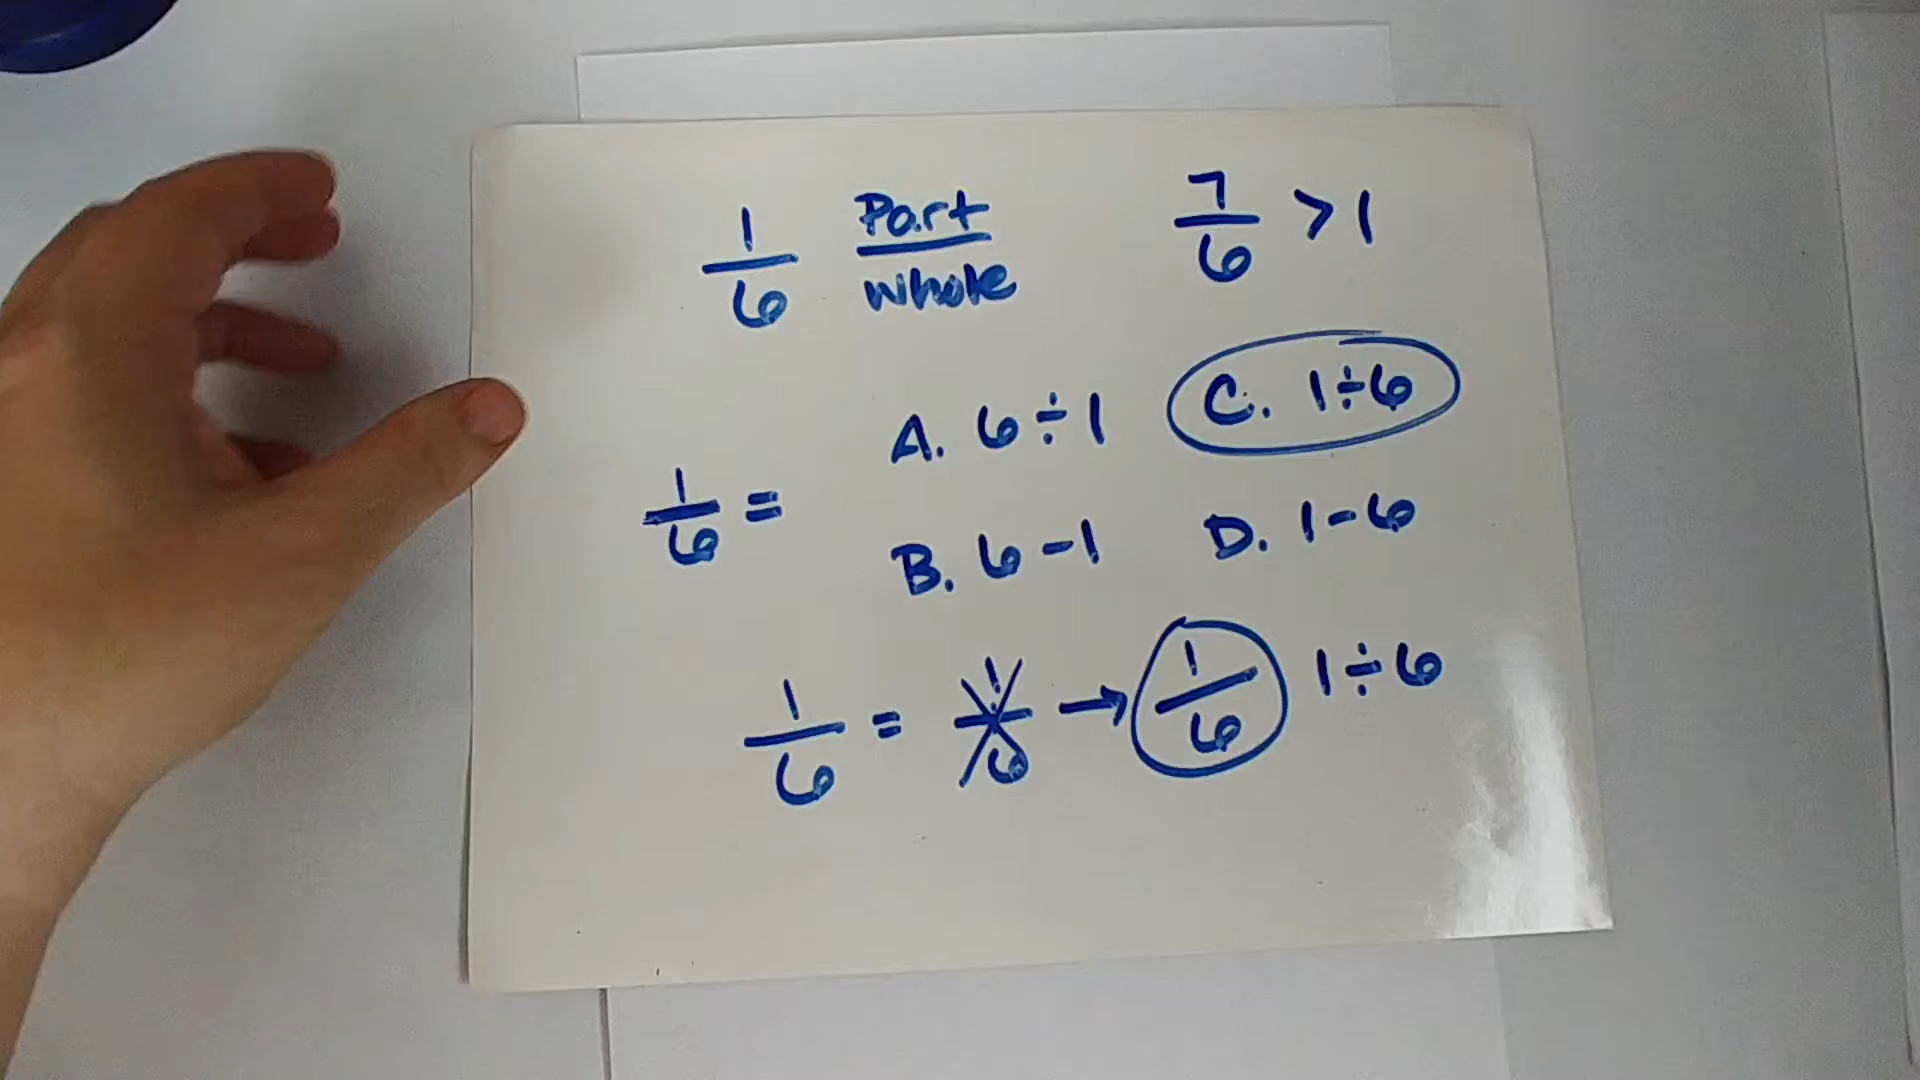 1/6 Part/Whole 7/6 > 1
A. 6 ÷ 1 C. 1 ÷ 6
1/6 =
B. 6 - 1 D. 1 - 6
1/6 = 1/6 → 1/6 1 ÷ 6